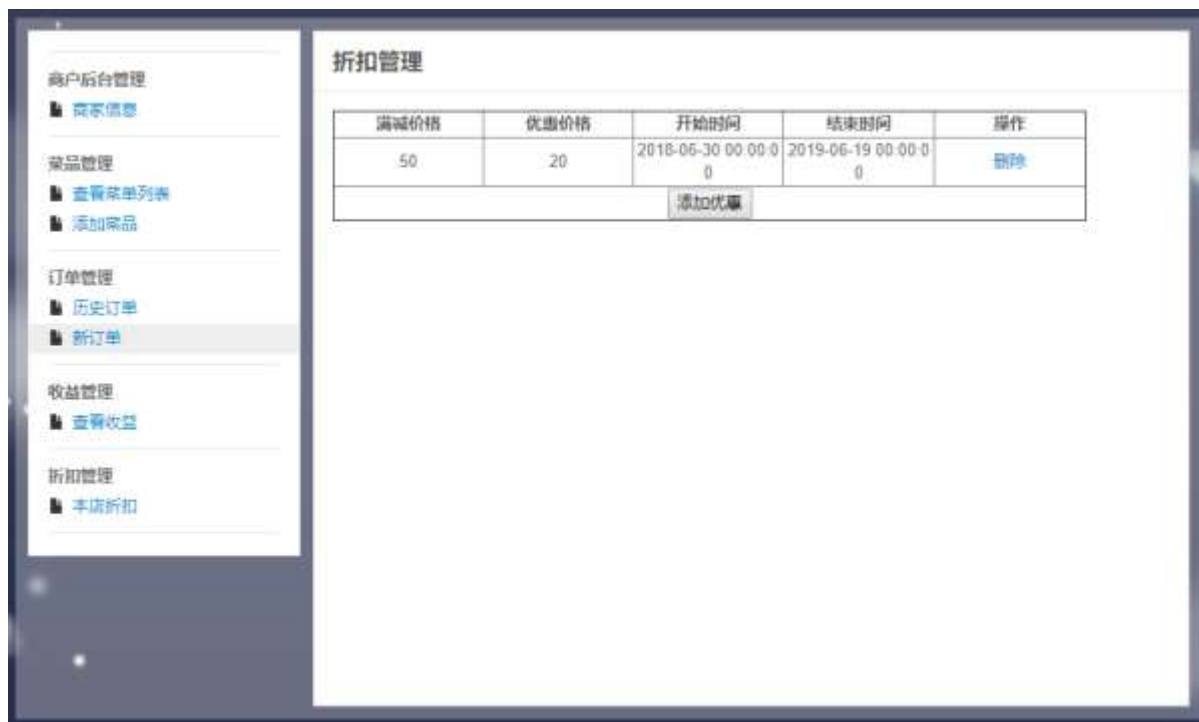 商户后台管理
商家信息
菜品管理
查看菜单列表
添加菜品
订单管理
历史订单
新订单
收益管理
查看收益
折扣管理
本店折扣
折扣管理
满减价格 优惠价格 开始时间 结束时间 操作
50 20 2018-06-30 00:00:0 2019-06-19 00:00:0 删除
0 0
添加优惠